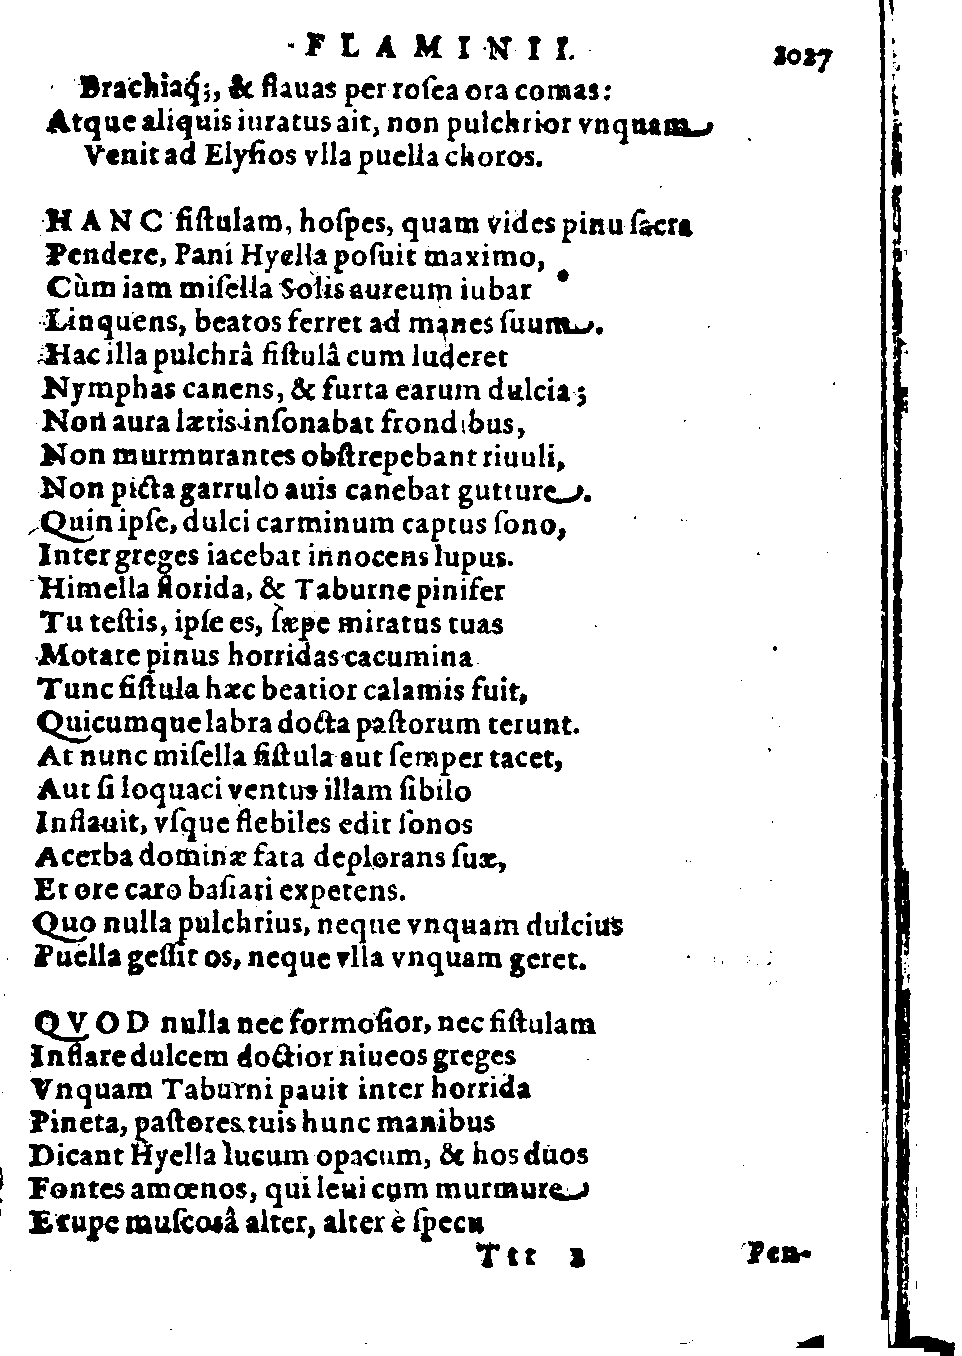 FLAMINII. 1027
Brachiaq́;, & flauas per roſea ora comas:
Atque aliquis iuratus ait, non pulchrior vnquam
Venit ad Elyſios vlla puella choros.
HANC fiſtulam, hoſpes, quam vides pinu ſacra
Pendere, Pani Hyella poſuit maximo,
Cùm iam miſella Solis aureum iubar
Linquens, beatos ferret ad manes ſuum.
Hac illa pulchrâ fiſtulâ cum luderet
Nymphas canens, & furta earum dulcia;
Non aura lætis inſonabat frondibus,
Non murmurantes obſtrepebant riuuli,
Non picta garrulo auis canebat gutture.
Quin ipſe, dulci carminum captus ſono,
Inter greges iacebat innocens lupus.
Himella florida, & Taburne pinifer
Tu teſtis, ipſe es, ſæpe miratus tuas
Motare pinus horridas cacumina
Tunc fiſtula hæc beatior calamis fuit,
Quicumque labra docta paſtorum terunt.
At nunc miſella fiſtula aut ſemper tacet,
Aut ſi loquaci ventus illam ſibilo
Inflauit, vſque flebiles edit ſonos
Acerba dominæ fata deplorans ſuæ,
Et ore caro baſiari expetens.
Quo nulla pulchrius, neque vnquam dulcius
Puella geſſit os, neque vlla vnquam geret.
QVOD nulla nec formoſior, nec fiſtulam
Inflare dulcem doctior niueos greges
Vnquam Taburni pauit inter horrida
Pineta, paſtores tuis hunc manibus
Dicant Hyella lucum opacum, & hos duos
Fontes amœnos, qui leui cum murmure
E rupe muſcosâ alter, alter è ſpecu
Ttt 2 Pen-